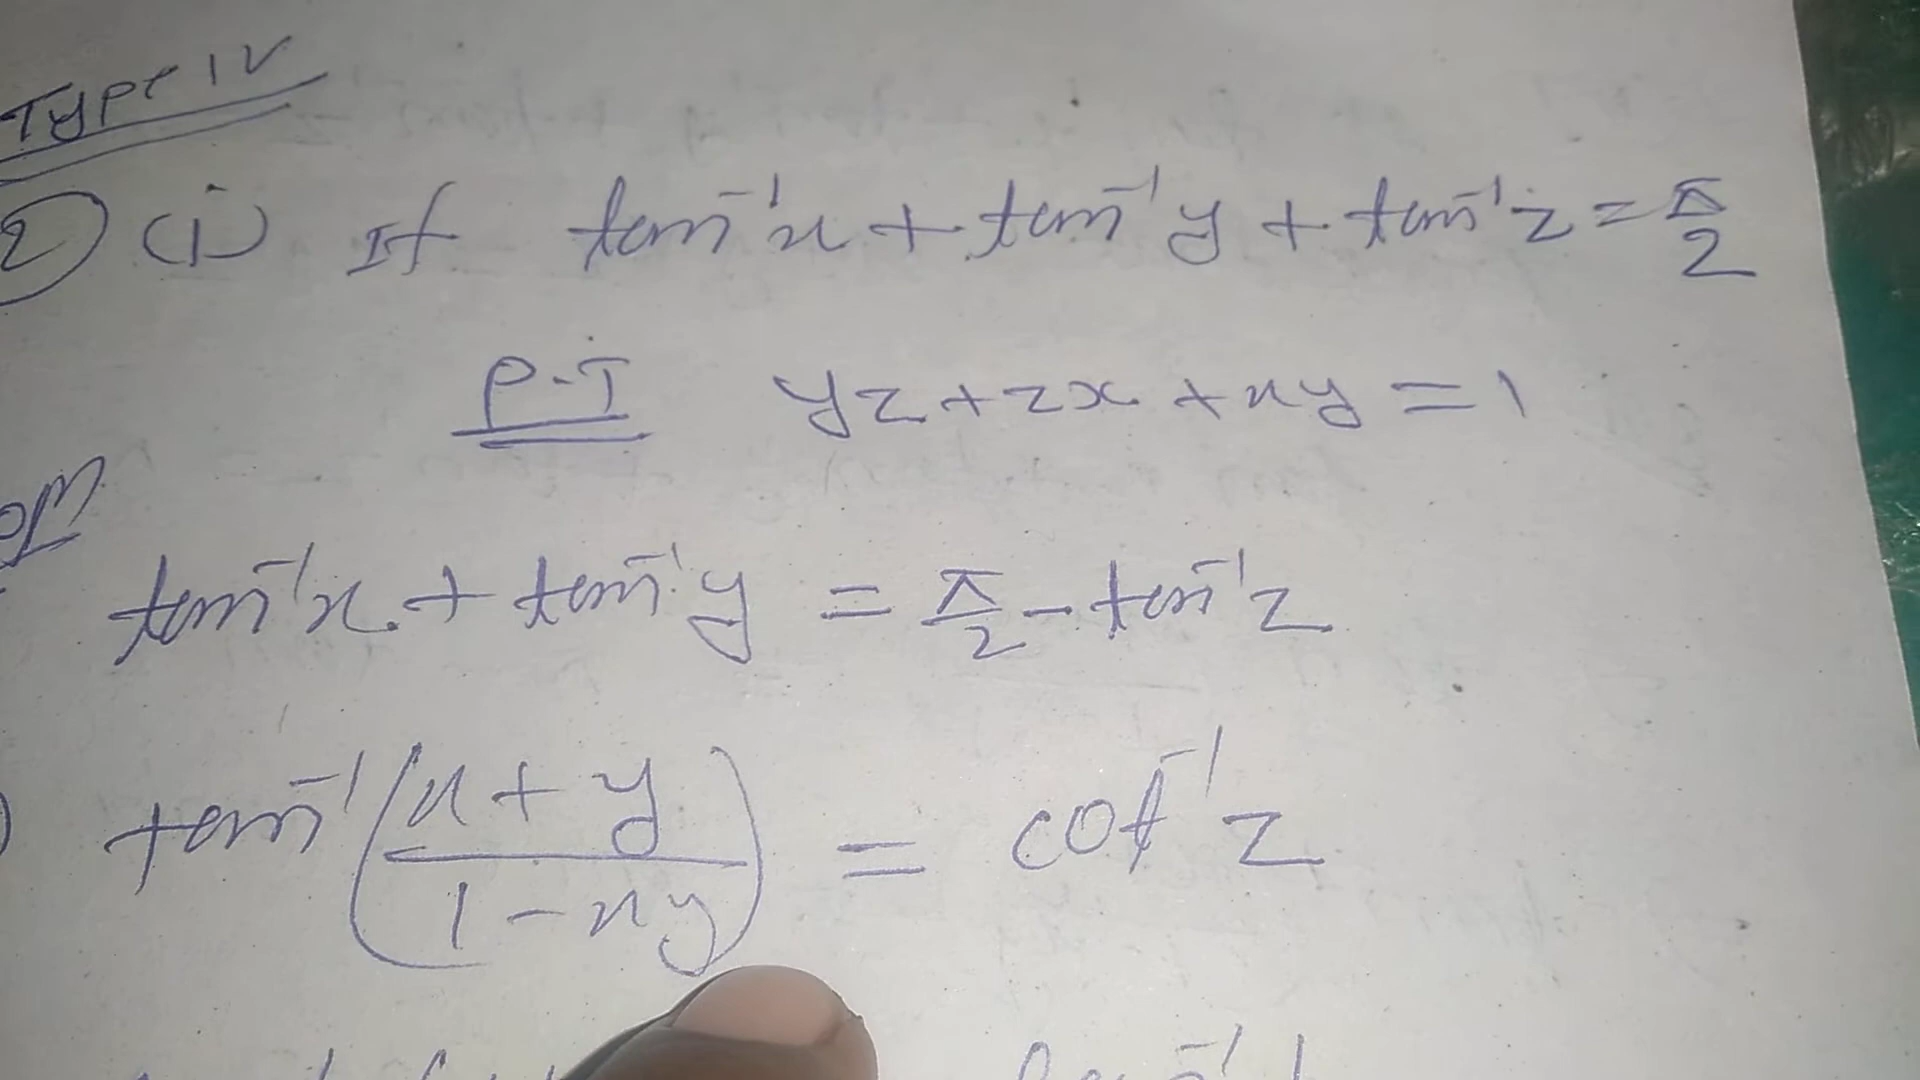 Type IV
2 (i) If tan⁻¹x + tan⁻¹y + tan⁻¹z = π/2
P.T yz + zx + xy = 1
tan⁻¹x + tan⁻¹y = π/2 - tan⁻¹z
tan⁻¹((x + y)/(1 - xy)) = cot⁻¹z